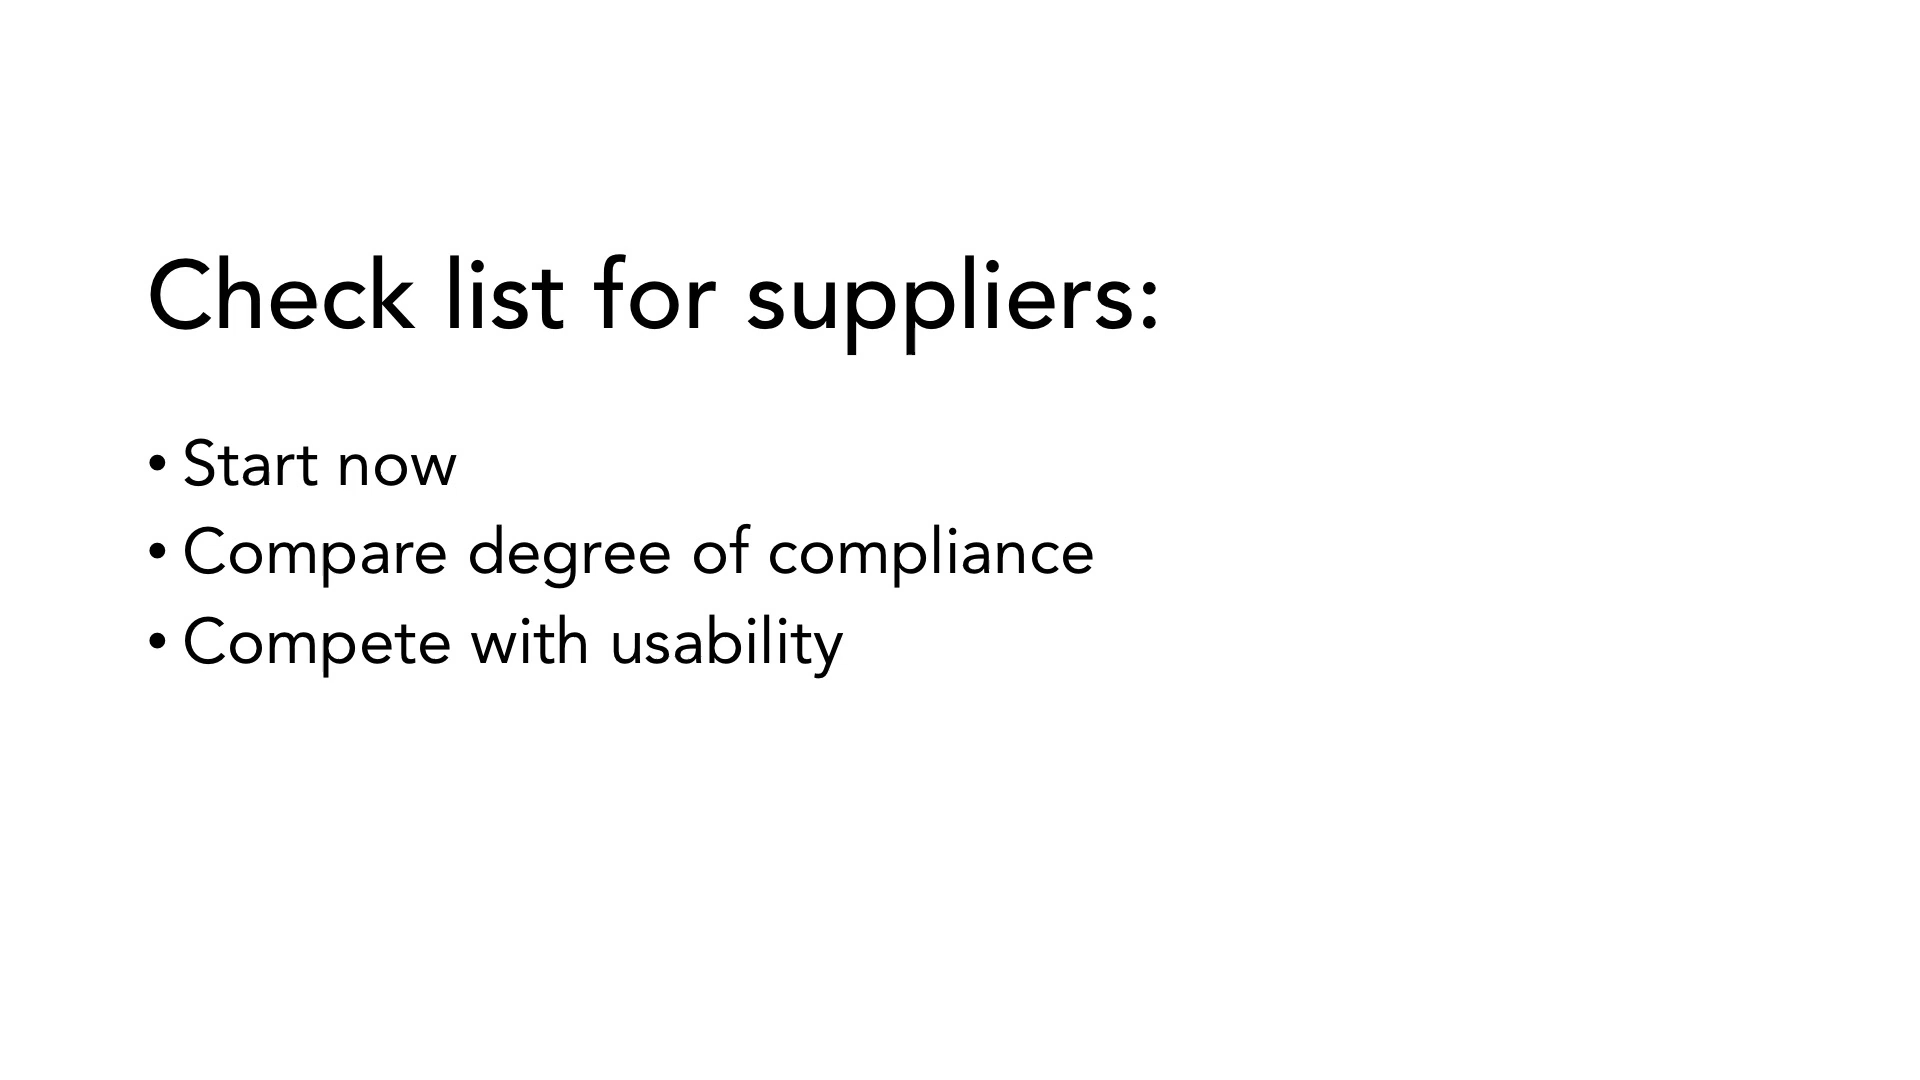 Check list for suppliers:
• Start now
• Compare degree of compliance
• Compete with usability